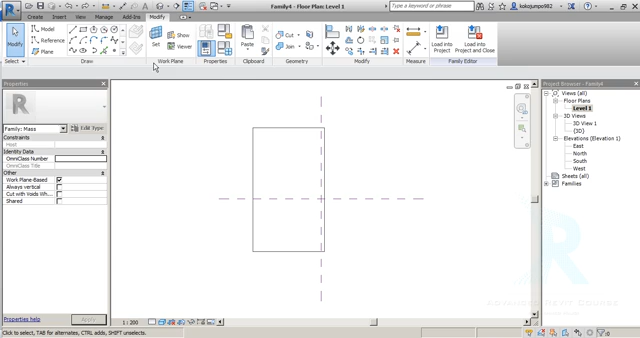 Family4 - Floor Plan: Level 1
Type a keyword or phrase
kokojumpo982
Create
Insert
View
Manage
Add-Ins
Modify
Modify
Model
Reference
Plane
Set
Show
Viewer
Paste
Cut
Join
Load into Project
Load into Project and Close
Select
Draw
Work Plane
Properties
Clipboard
Geometry
Modify
Measure
Family Editor
Properties
Family: Mass
Edit Type
Constraints
Host
Identity Data
OmniClass Number
OmniClass Title
Other
Work Plane-Based
Always vertical
Cut with Voids Wh...
Shared
Properties help
Apply
1 : 200
Click to select, TAB for alternates, CTRL adds, SHIFT unselects.
Project Browser - Family4
Views (all)
Floor Plans
Level 1
3D Views
View 1
{3D}
Elevations (Elevation 1)
East
North
South
West
Sheets (all)
Families
Advanced Revit Course
:0